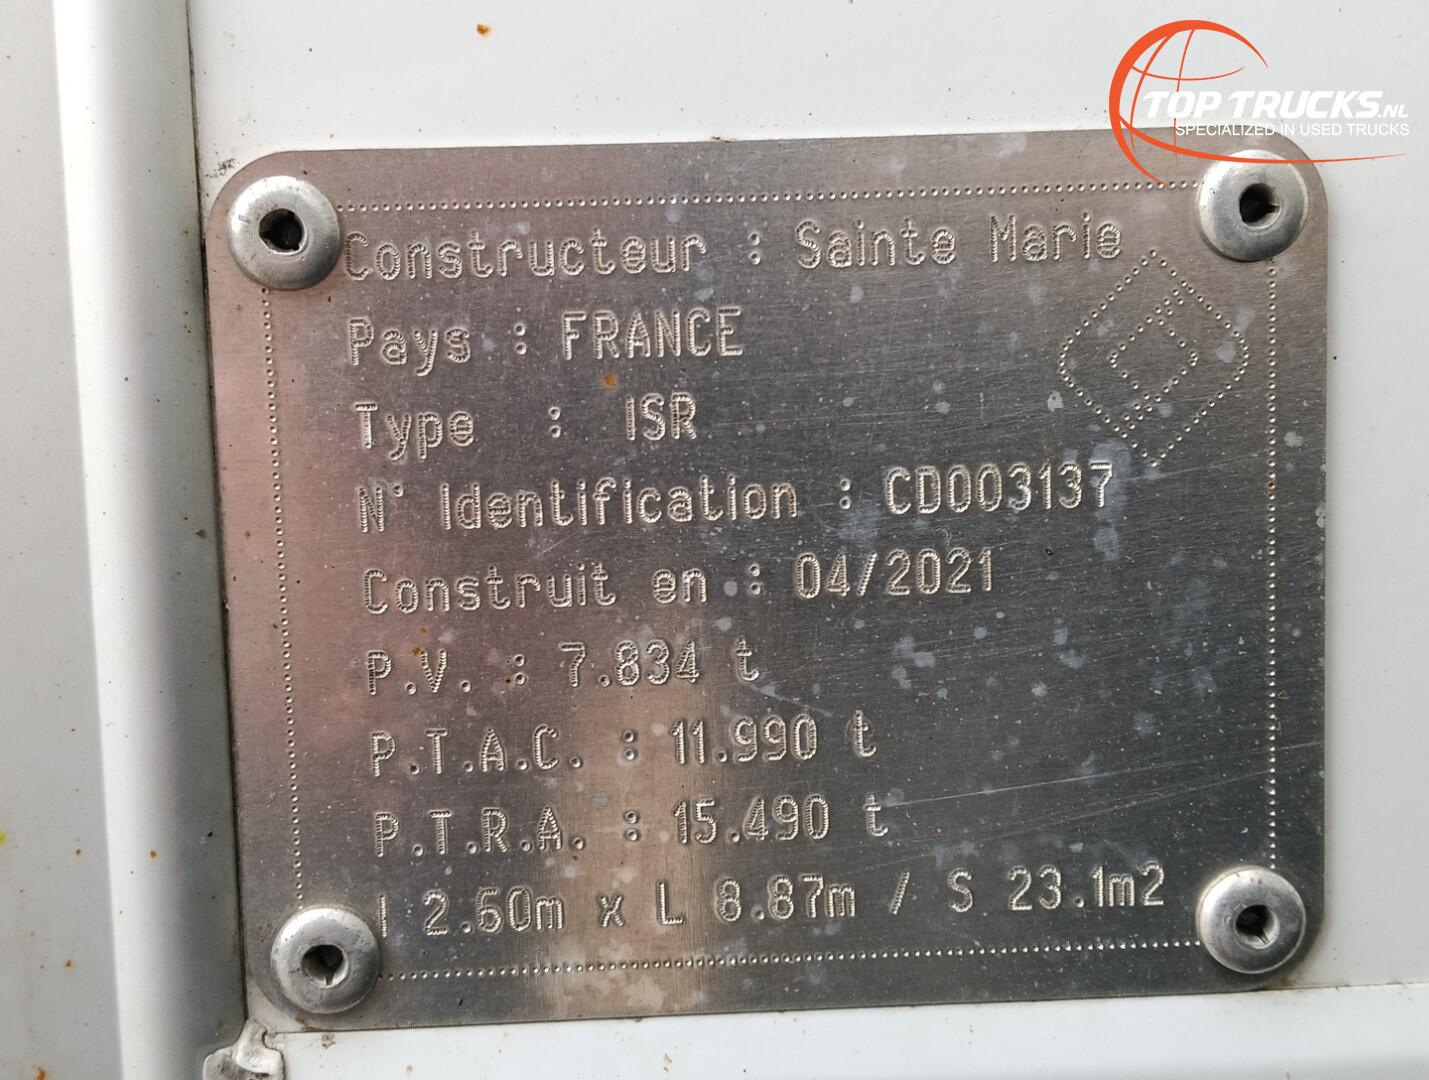 TOP TRUCKS.NL
SPECIALIZED IN USED TRUCKS
Constructeur : Sainte Marie
Pays : FRANCE
Type : ISR
N° Identification : CD003137
Construit en : 04/2021
P.V. : 7.834 t
P.T.A.C. : 11.990 t
P.T.R.A. : 15.490 t
l 2.60m x L 8.87m / S 23.1m2